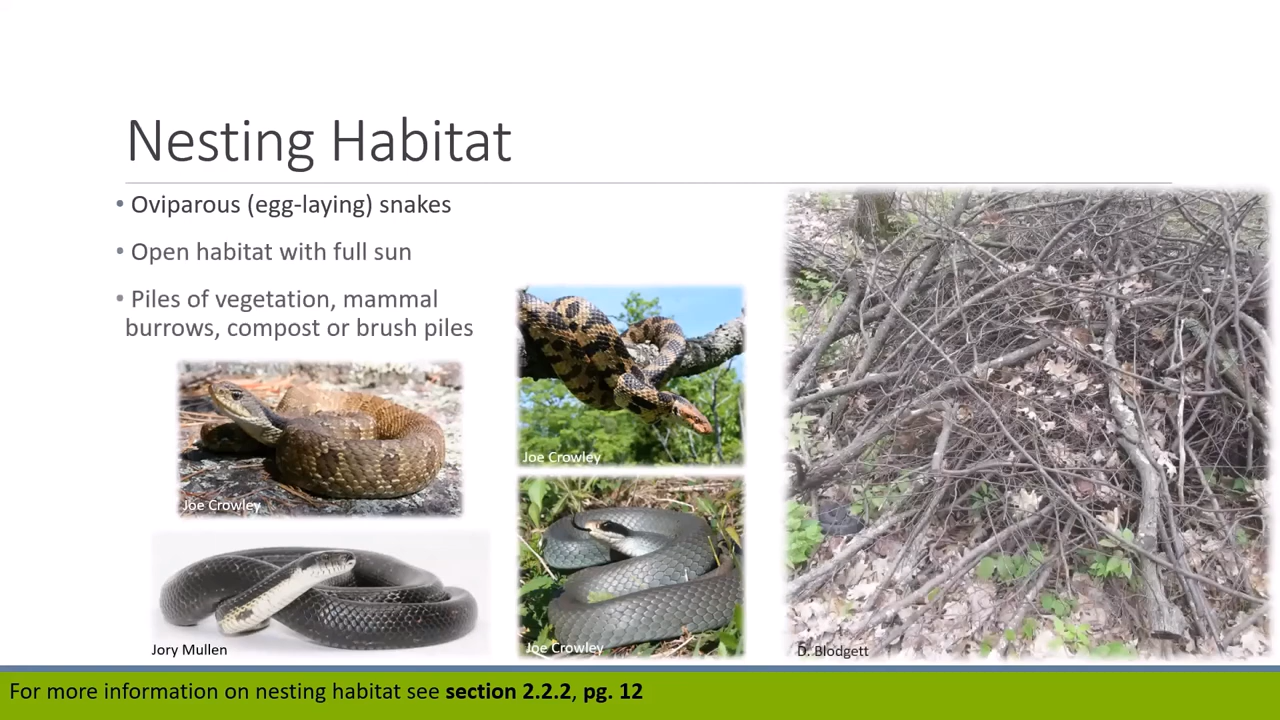 Nesting Habitat
• Oviparous (egg-laying) snakes
• Open habitat with full sun
• Piles of vegetation, mammal
burrows, compost or brush piles
Joe Crowley
Joe Crowley
Jory Mullen
Joe Crowley
D. Blodgett
For more information on nesting habitat see section 2.2.2, pg. 12